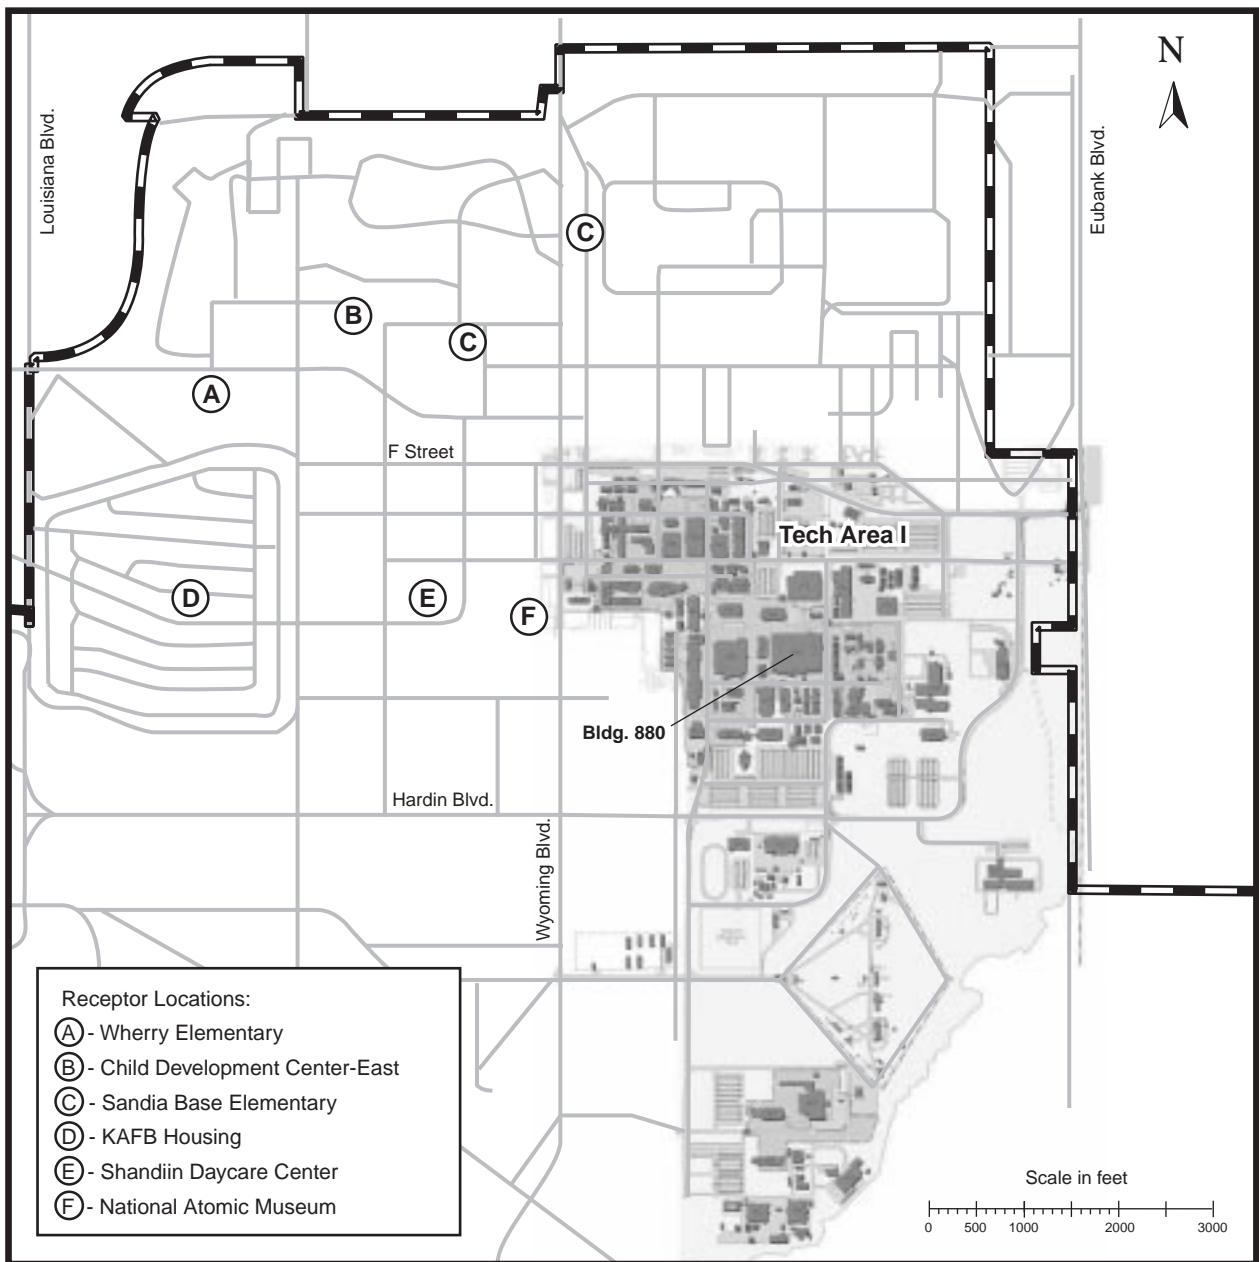 N
Louisiana Blvd.
Eubank Blvd.
C
B
C
A
F Street
Tech Area I
D
E
F
Bldg. 880
Hardin Blvd.
Wyoming Blvd.
Receptor Locations:
A - Wherry Elementary
B - Child Development Center-East
C - Sandia Base Elementary
D - KAFB Housing
E - Shandiin Daycare Center
F - National Atomic Museum
Scale in feet
0 500 1000 2000 3000